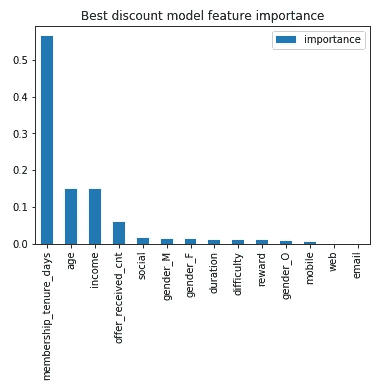 Best discount model feature importance
importance
0.5
0.4
0.3
0.2
0.1
0.0
membership_tenure_days
age
income
offer_received_cnt
social
gender_M
gender_F
duration
difficulty
reward
gender_O
mobile
web
email